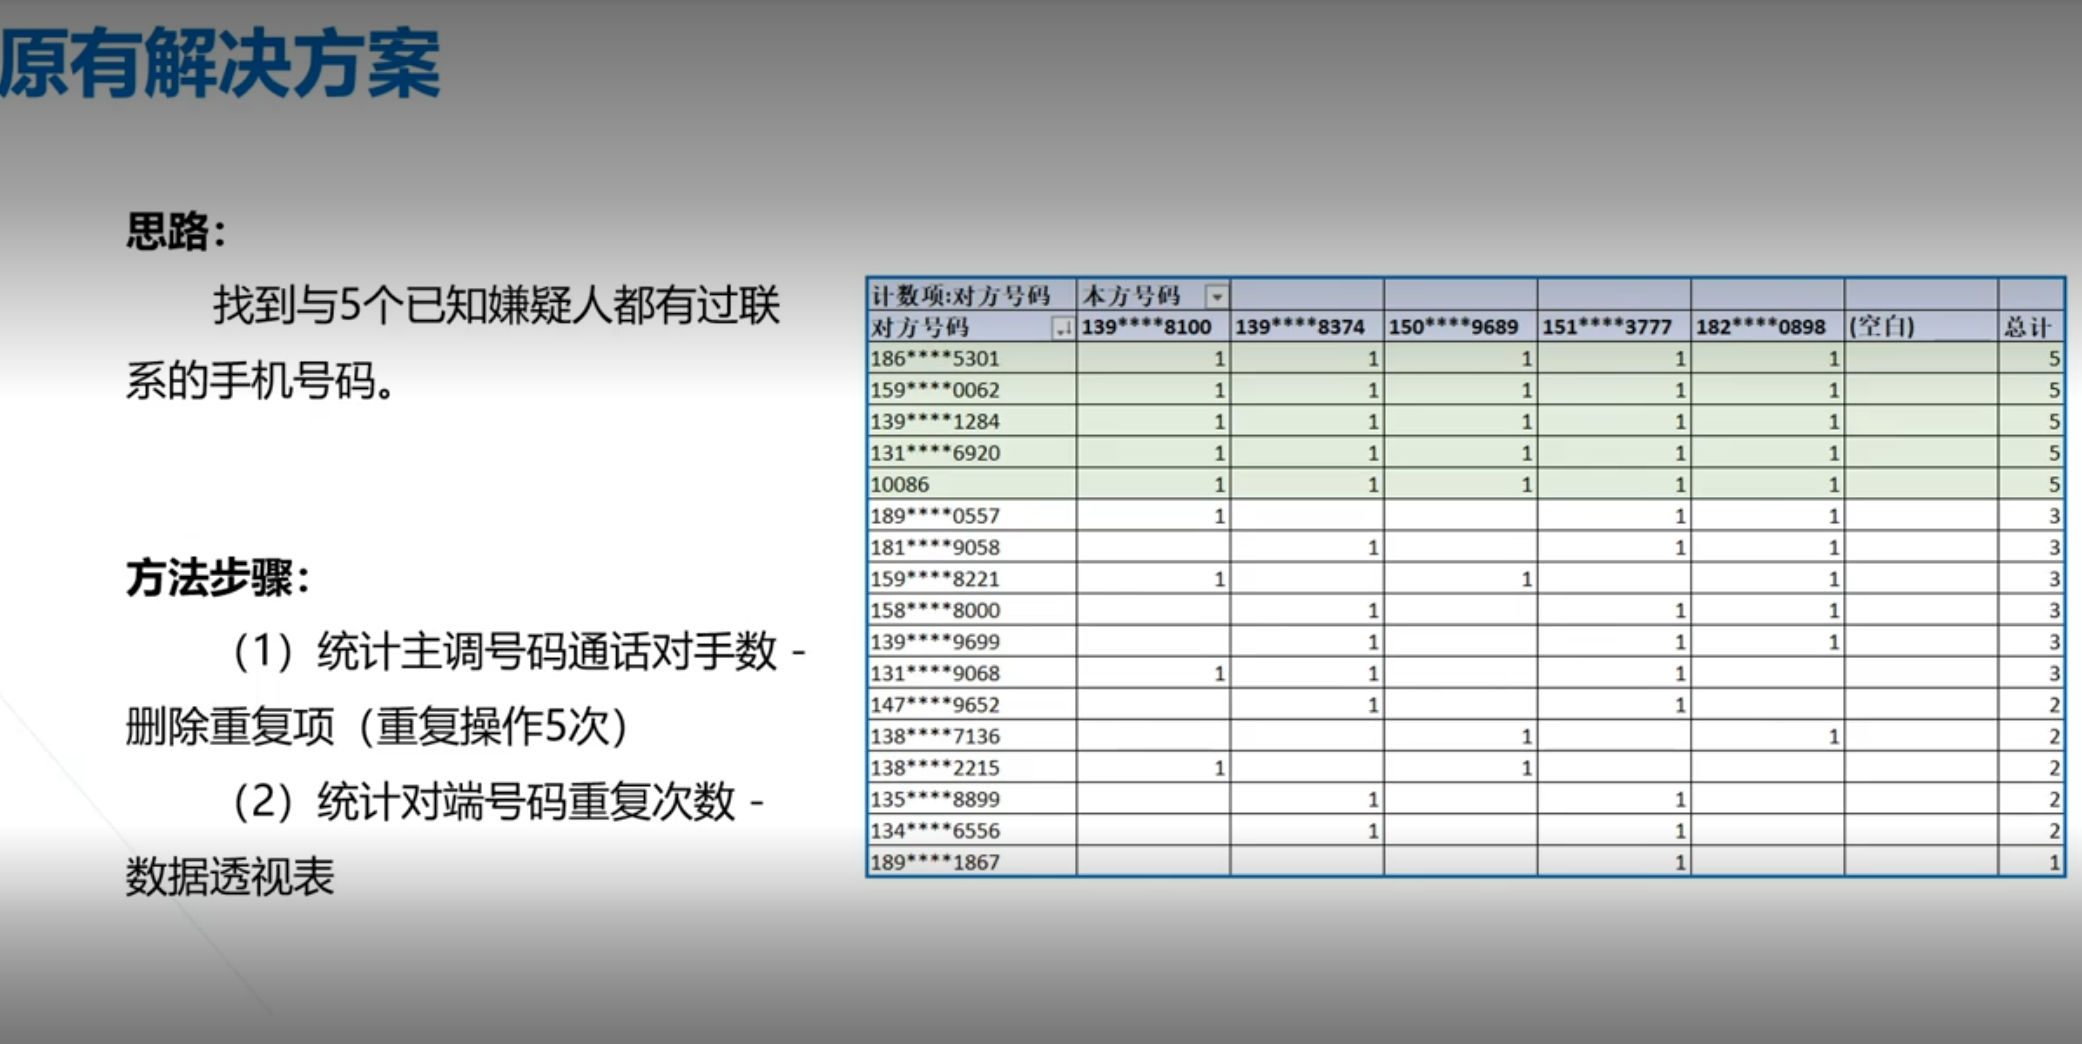 原有解决方案
思路：
找到与5个已知嫌疑人都有过联
系的手机号码。
方法步骤：
（1）统计主调号码通话对手数 -
删除重复项（重复操作5次）
（2）统计对端号码重复次数 -
数据透视表
计数项:对方号码 本方号码
对方号码 139****8100 139****8374 150****9689 151****3777 182****0898 (空白) 总计
186****5301 1 1 1 1 1 5
159****0062 1 1 1 1 1 5
139****1284 1 1 1 1 1 5
131****6920 1 1 1 1 1 5
10086 1 1 1 1 1 5
189****0557 1 1 1 3
181****9058 1 1 1 3
159****8221 1 1 1 3
158****8000 1 1 1 3
139****9699 1 1 1 3
131****9068 1 1 1 3
147****9652 1 1 2
138****7136 1 1 2
138****2215 1 1 2
135****8899 1 1 2
134****6556 1 1 2
189****1867 1 1